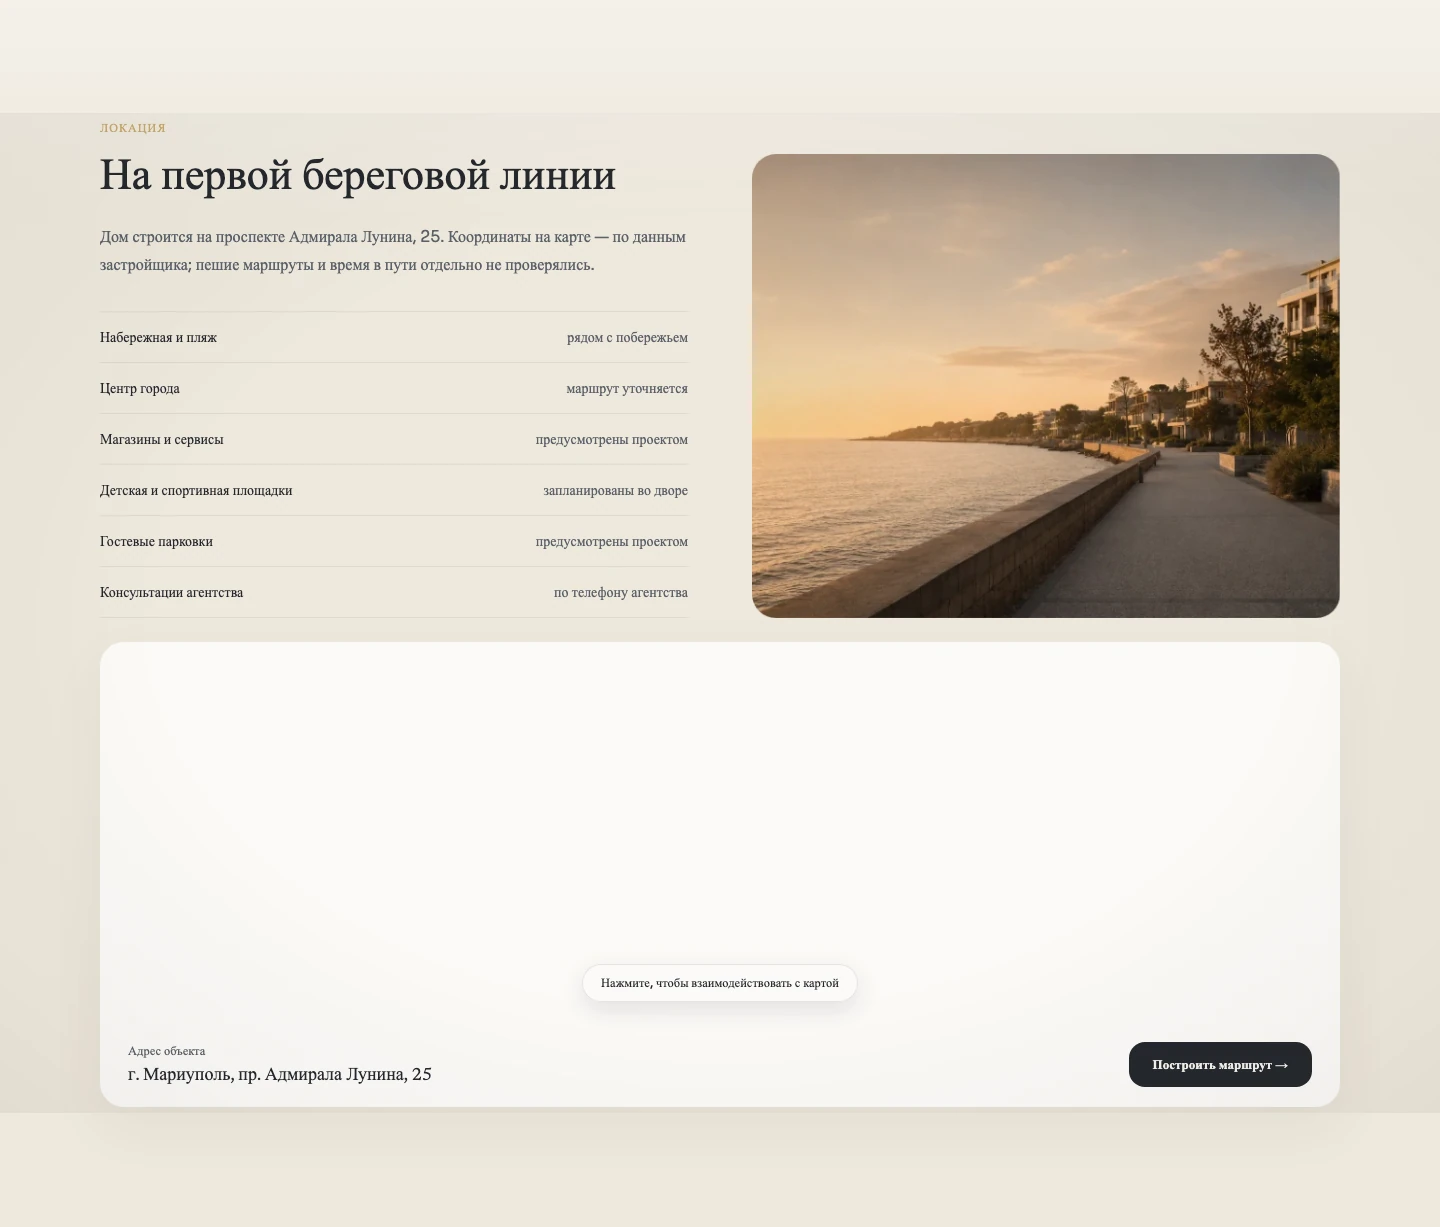 ЛОКАЦИЯ
На первой береговой линии
Дом строится на проспекте Адмирала Лунина, 25. Координаты на карте — по данным
застройщика; пешие маршруты и время в пути отдельно не проверялись.
Набережная и пляж рядом с побережьем
Центр города маршрут уточняется
Магазины и сервисы предусмотрены проектом
Детская и спортивная площадки запланированы во дворе
Гостевые парковки предусмотрены проектом
Консультации агентства по телефону агентства
Нажмите, чтобы взаимодействовать с картой
Адрес объекта
г. Мариуполь, пр. Адмирала Лунина, 25
Построить маршрут →